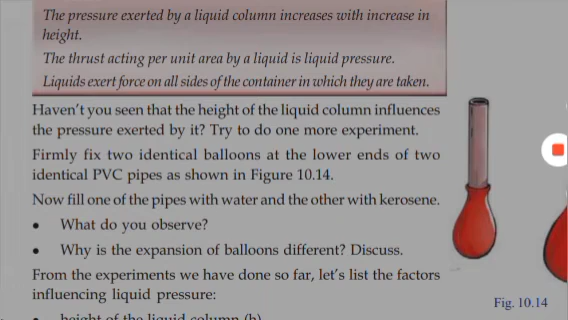 The pressure exerted by a liquid column increases with increase in
height.
The thrust acting per unit area by a liquid is liquid pressure.
Liquids exert force on all sides of the container in which they are taken.
Haven't you seen that the height of the liquid column influences
the pressure exerted by it? Try to do one more experiment.
Firmly fix two identical balloons at the lower ends of two
identical PVC pipes as shown in Figure 10.14.
Now fill one of the pipes with water and the other with kerosene.
• What do you observe?
• Why is the expansion of balloons different? Discuss.
From the experiments we have done so far, let's list the factors
influencing liquid pressure:
• height of the liquid column (h)
Fig. 10.14